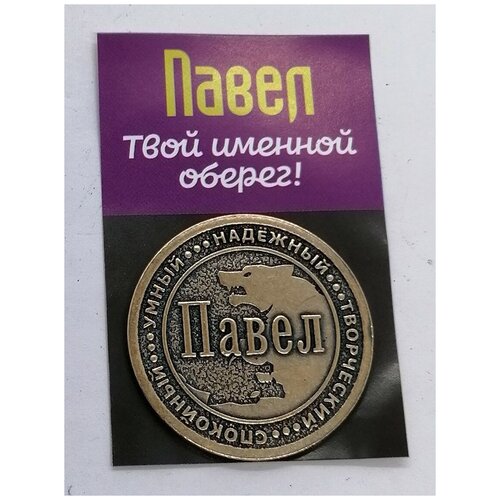 Павел
Твой именной
оберег!
УМНЫЙ...НАДЁЖНЫЙ...ТВОРЧЕСКИЙ...СПОКОЙНЫЙ...
Павел